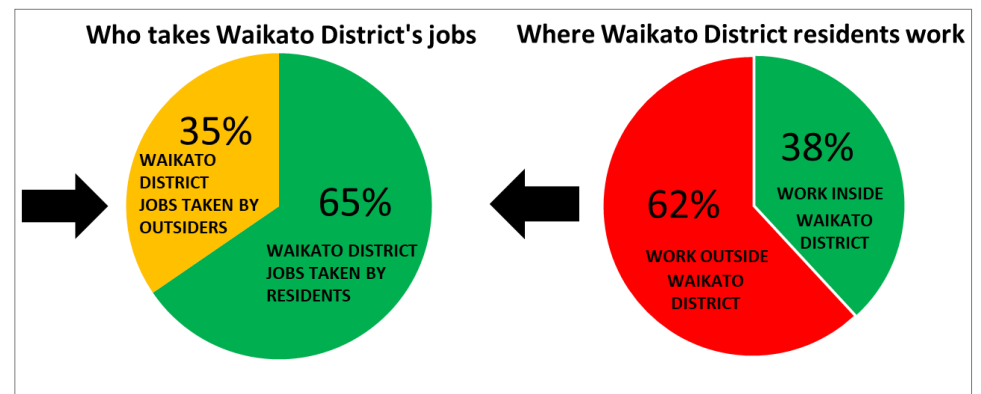 Who takes Waikato District's jobs
35%
WAIKATO
DISTRICT
JOBS TAKEN BY
OUTSIDERS
65%
WAIKATO DISTRICT
JOBS TAKEN BY
RESIDENTS
Where Waikato District residents work
62%
WORK OUTSIDE
WAIKATO
DISTRICT
38%
WORK INSIDE
WAIKATO
DISTRICT